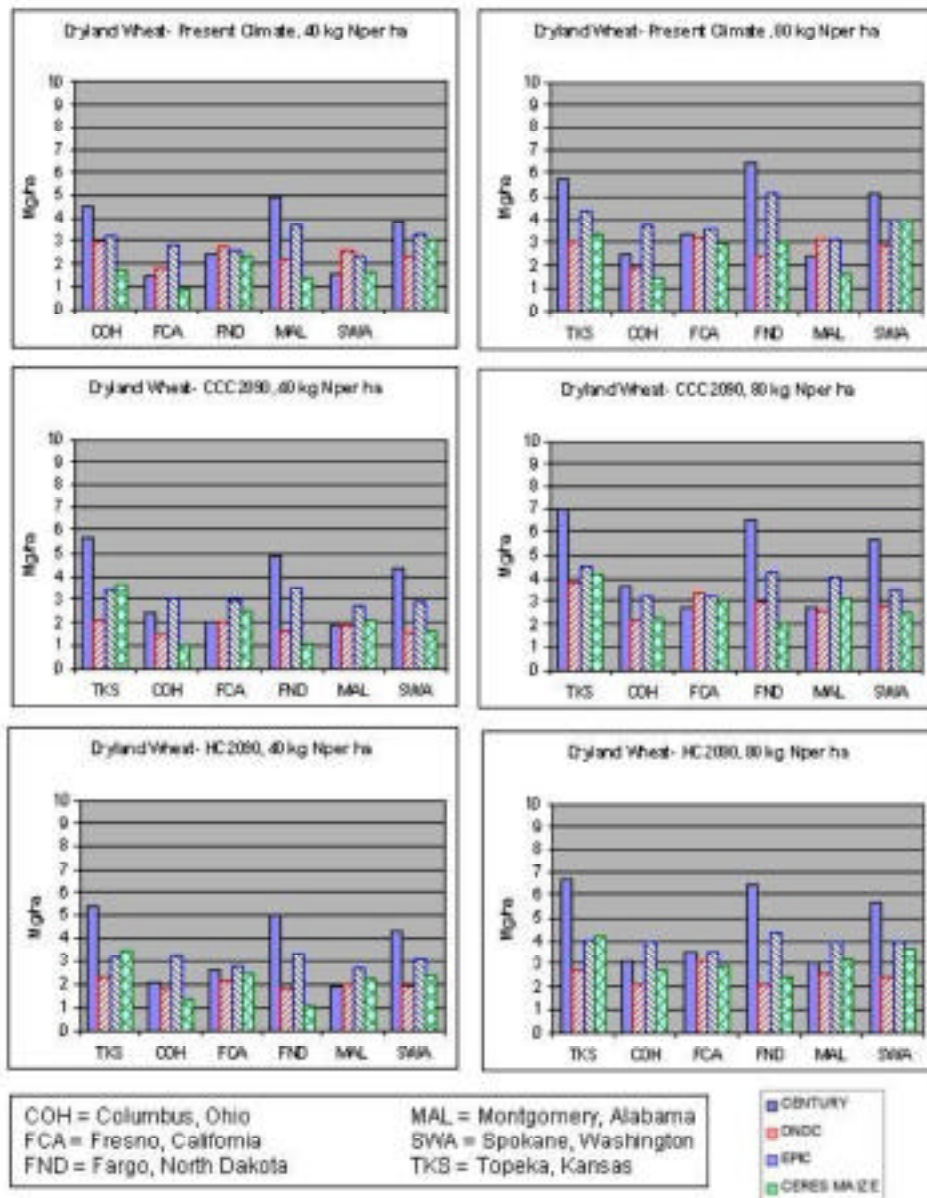 Dryland Wheat- Present Climate, 40 kg N per ha
10
9
8
7
6
5
4
3
2
1
0
Mg/ha
COH FCA FND MAL SWA
Dryland Wheat- Present Climate, 80 kg N per ha
10
9
8
7
6
5
4
3
2
1
0
Mg/ha
TKS COH FCA FND MAL SWA
Dryland Wheat- CCC 2090, 40 kg N per ha
10
9
8
7
6
5
4
3
2
1
0
Mg/ha
TKS COH FCA FND MAL SWA
Dryland Wheat- CCC 2090, 80 kg N per ha
10
9
8
7
6
5
4
3
2
1
0
Mg/ha
TKS COH FCA FND MAL SWA
Dryland Wheat- HC 2090, 40 kg N per ha
10
9
8
7
6
5
4
3
2
1
0
Mg/ha
TKS COH FCA FND MAL SWA
Dryland Wheat- HC 2090, 80 kg N per ha
10
9
8
7
6
5
4
3
2
1
0
Mg/ha
TKS COH FCA FND MAL SWA
COH = Columbus, Ohio MAL = Montgomery, Alabama
FCA = Fresno, California SWA = Spokane, Washington
FND = Fargo, North Dakota TKS = Topeka, Kansas
CENTURY
DNDC
EPIC
CERES MAIZE